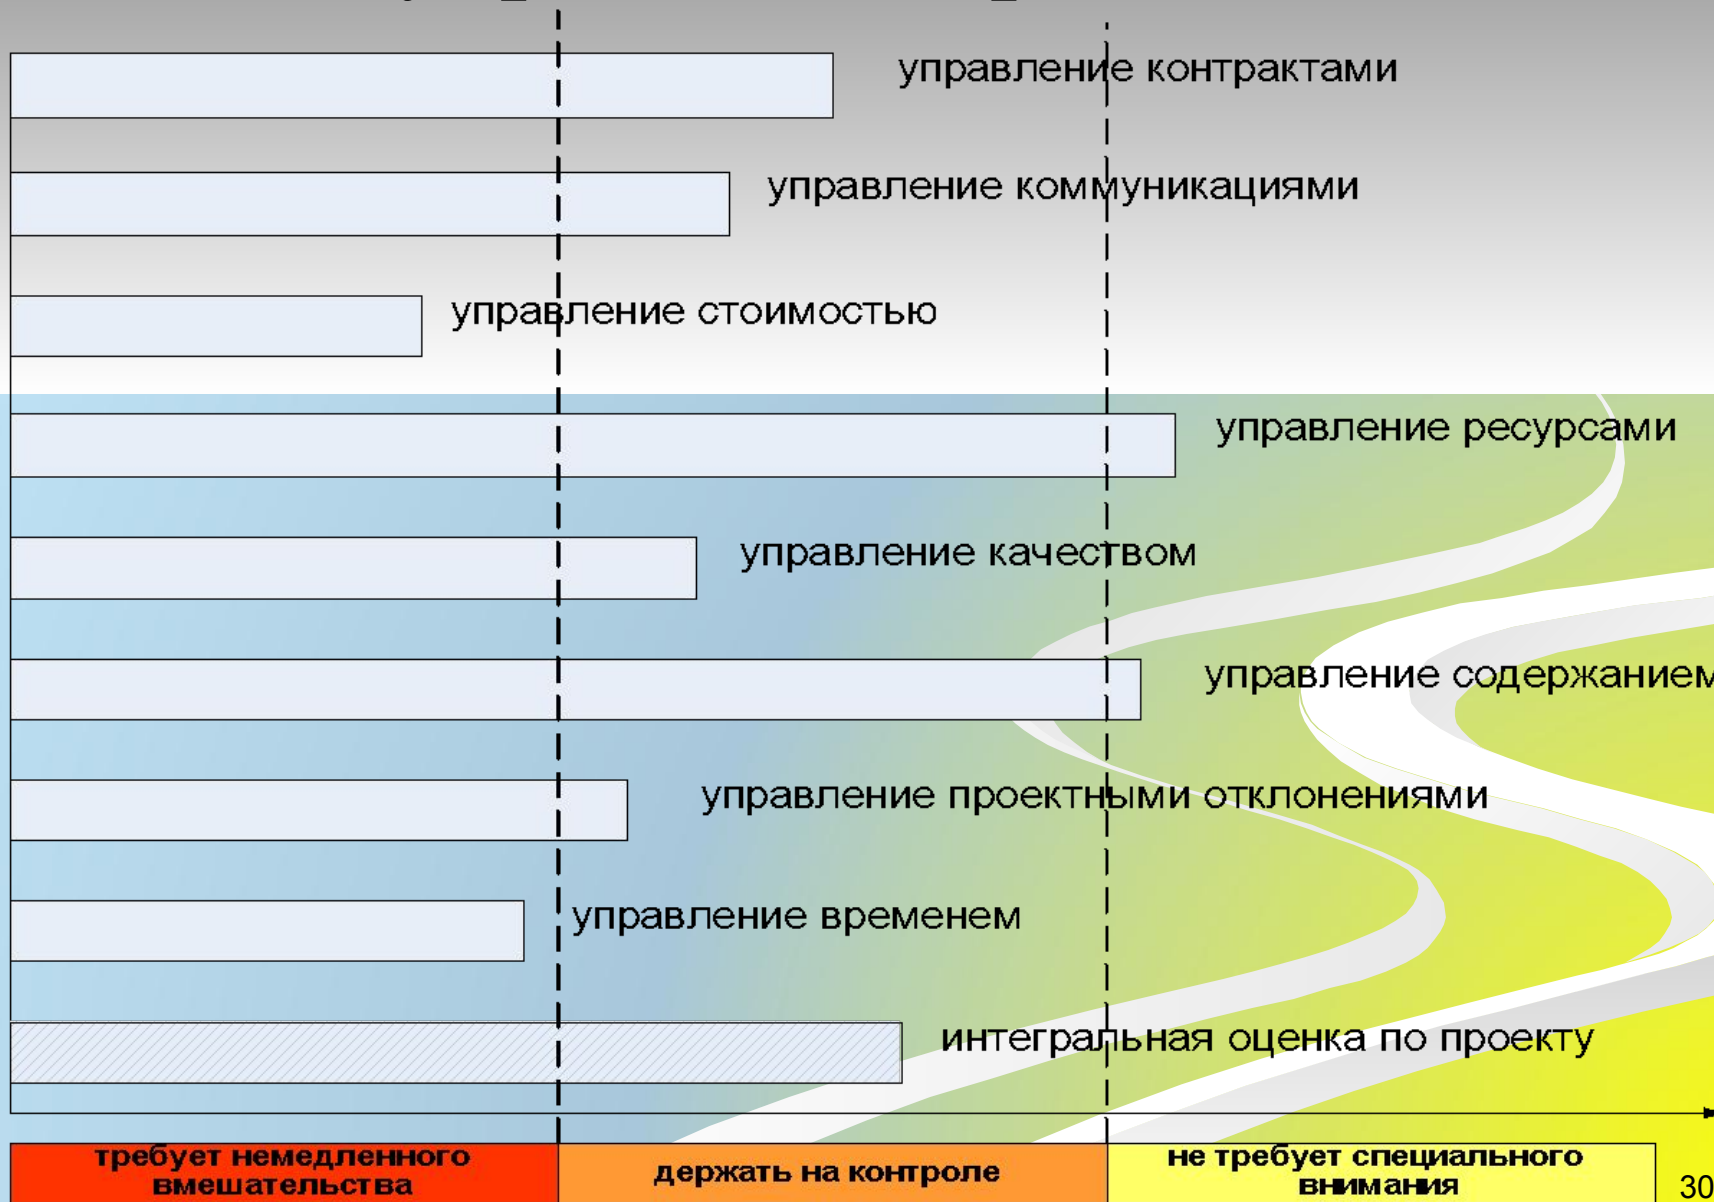 управление контрактами
управление коммуникациями
управление стоимостью
управление ресурсами
управление качеством
управление содержанием
управление проектными отклонениями
управление временем
интегральная оценка по проекту
требует немедленного
вмешательства
держать на контроле
не требует специального
внимания
30